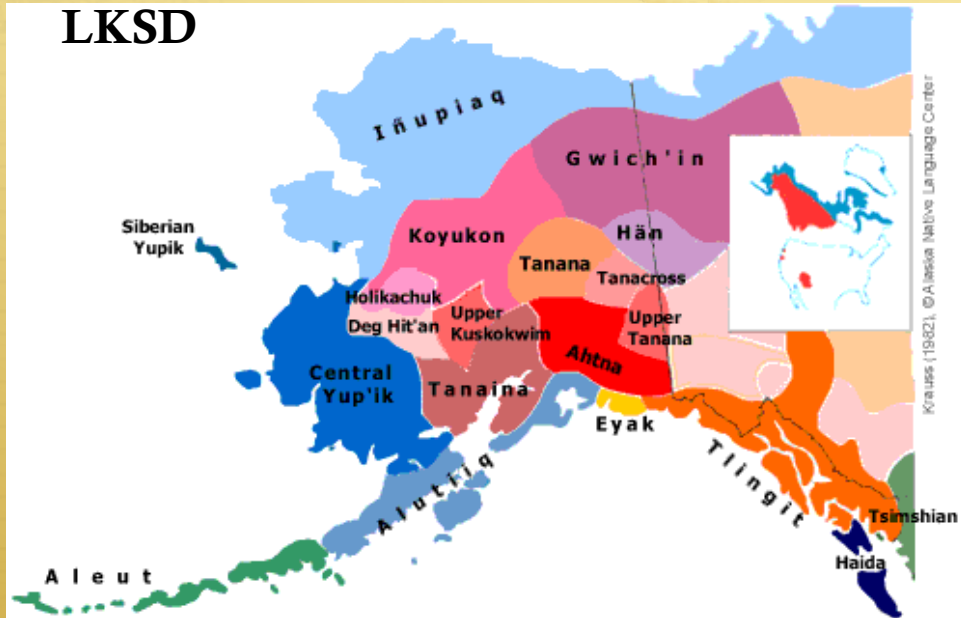 LKSD
Iñupiaq
Gwich'in
Siberian
Yupik
Koyukon
Hän
Tanana
Tanacross
Holikachuk
Deg Hit'an
Upper
Kuskokwim
Upper
Tanana
Ahtna
Central
Yup'ik
Tanaina
Eyak
Alutiiq
Tlingit
Tsimshian
Haida
Aleut
Krauss (1982), © Alaska Native Language Center